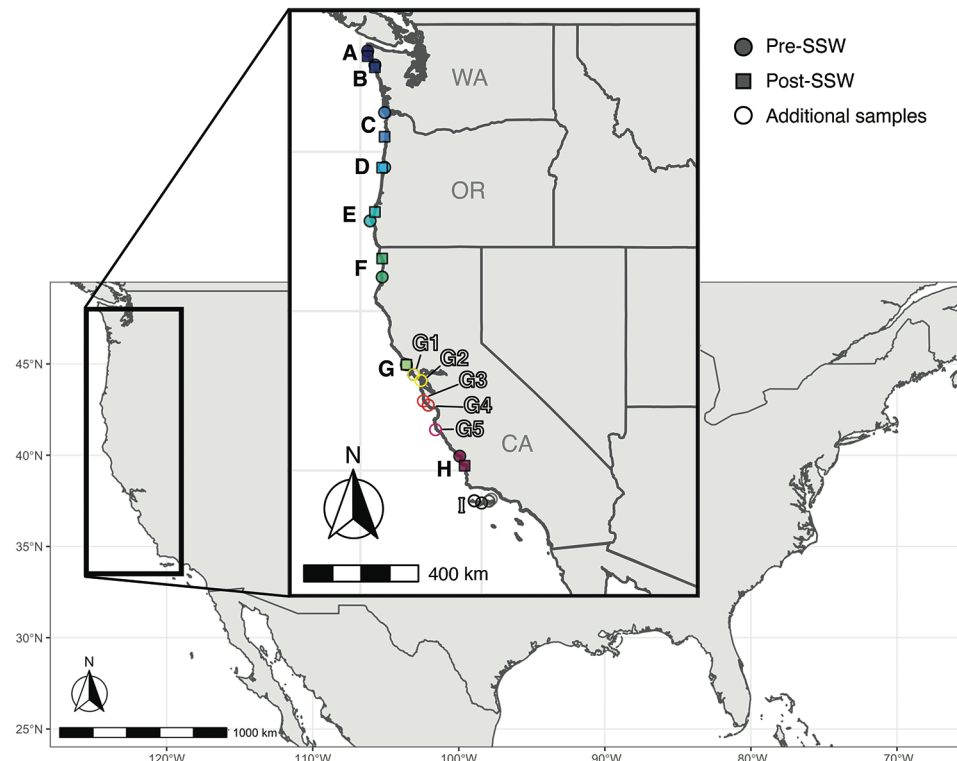 A
B
WA
C
D
OR
E
F
G1
G2
G
G3
G4
G5
CA
H
I
N
400 km
Pre-SSW
Post-SSW
Additional samples
45°N
40°N
35°N
30°N
25°N
N
1000 km
120°W
110°W
100°W
90°W
80°W
70°W